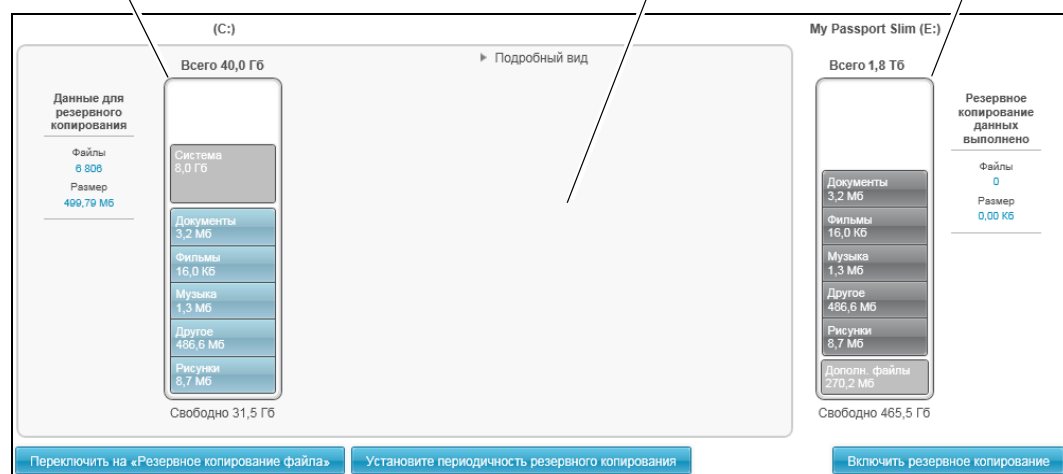 (C:)
My Passport Slim (E:)
Всего 40,0 Гб
▶ Подробный вид
Всего 1,8 Тб
Данные для
резервного
копирования
Файлы
6 806
Размер
499,79 Мб
Система
8,0 Гб
Документы
3,2 Мб
Фильмы
16,0 Кб
Музыка
1,3 Мб
Другое
486,6 Мб
Рисунки
8,7 Мб
Свободно 31,5 Гб
Документы
3,2 Мб
Фильмы
16,0 Кб
Музыка
1,3 Мб
Другое
486,6 Мб
Рисунки
8,7 Мб
Дополн. файлы
270,2 Мб
Свободно 465,5 Гб
Резервное
копирование
данных
выполнено
Файлы
0
Размер
0,00 Кб
Переключить на «Резервное копирование файла»
Установите периодичность резервного копирования
Включить резервное копирование